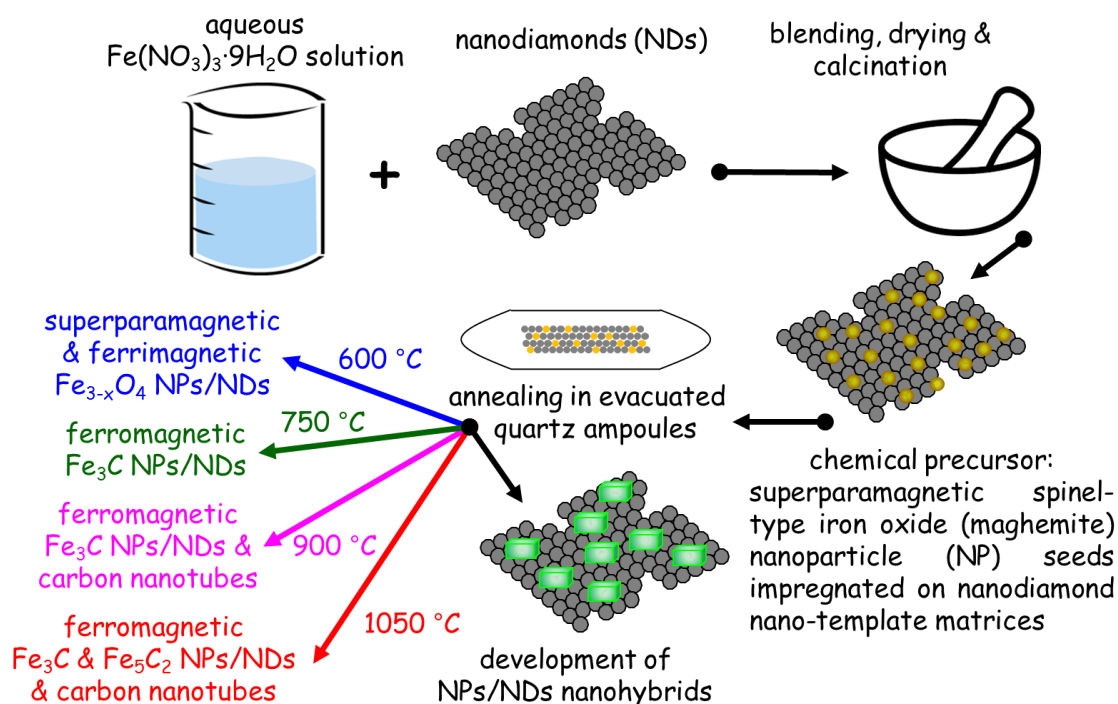 aqueous
Fe(NO₃)₃·9H₂O solution
nanodiamonds (NDs)
blending, drying &
calcination
+
superparamagnetic
& ferrimagnetic
Fe₃₋ₓO₄ NPs/NDs
600 °C
750 °C
ferromagnetic
Fe₃C NPs/NDs
annealing in evacuated
quartz ampoules
ferromagnetic
Fe₃C NPs/NDs &
carbon nanotubes
900 °C
1050 °C
ferromagnetic
Fe₃C & Fe₅C₂ NPs/NDs
& carbon nanotubes
development of
NPs/NDs nanohybrids
chemical precursor:
superparamagnetic spinel-
type iron oxide (maghemite)
nanoparticle (NP) seeds
impregnated on nanodiamond
nano-template matrices